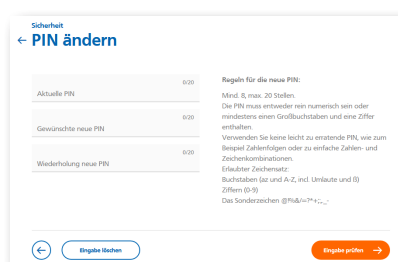 Sicherheit
← PIN ändern
0/20
Aktuelle PIN
0/20
Gewünschte neue PIN
0/20
Wiederholung neue PIN
Regeln für die neue PIN:
Mind. 8, max. 20 Stellen.
Die PIN muss entweder rein numerisch sein oder
mindestens einen Großbuchstaben und eine Ziffer
enthalten.
Verwenden Sie keine leicht zu erratende PIN, wie zum
Beispiel Zahlenfolgen oder zu einfache Zahlen- und
Zeichenkombinationen.
Erlaubter Zeichensatz:
Buchstaben (az und A-Z, incl. Umlaute und ß)
Ziffern (0-9)
Das Sonderzeichen @!%&/=?*+;:,._-
Eingabe löschen
Eingabe prüfen →